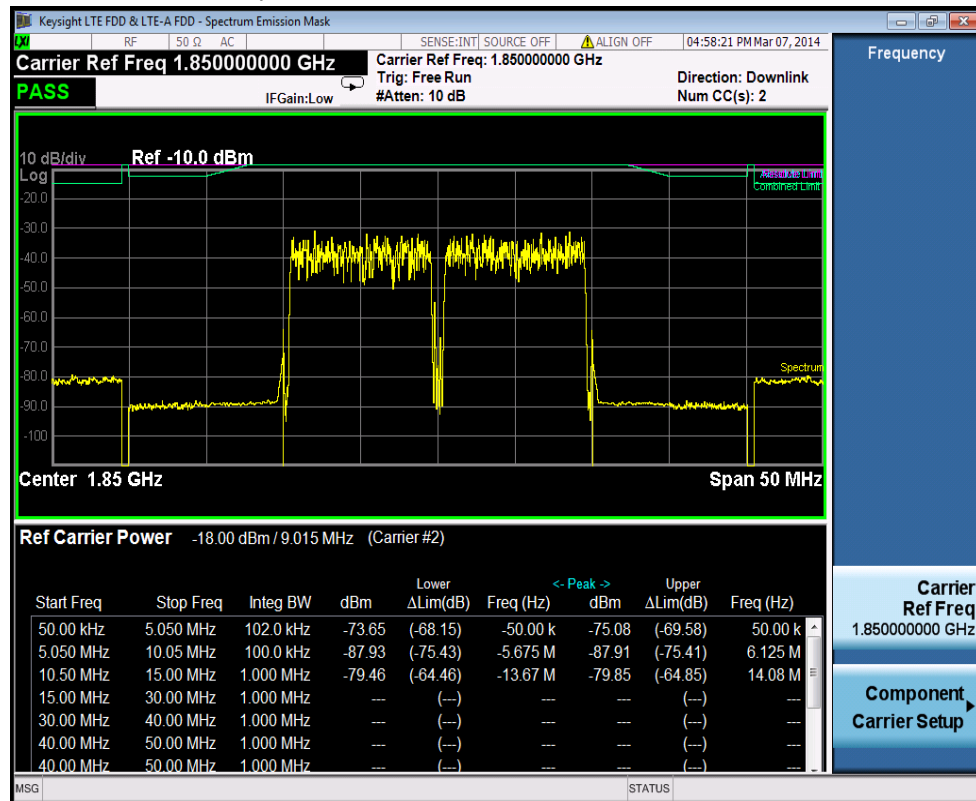 Keysight LTE FDD & LTE-A FDD - Spectrum Emission Mask
LXI RF 50 Ω AC SENSE:INT SOURCE OFF ALIGN OFF 04:58:21 PM Mar 07, 2014
Carrier Ref Freq 1.850000000 GHz
PASS
IFGain:Low
Carrier Ref Freq: 1.850000000 GHz
Trig: Free Run
#Atten: 10 dB
Direction: Downlink
Num CC(s): 2
10 dB/div Ref -10.0 dBm
Log
Absolute Limit
Combined Limit
-20.0
-30.0
-40.0
-50.0
-60.0
-70.0
Spectrum
-80.0
-90.0
-100
Center 1.85 GHz Span 50 MHz
Ref Carrier Power -18.00 dBm / 9.015 MHz (Carrier #2)
Lower <- Peak -> Upper
Start Freq Stop Freq Integ BW dBm ΔLim(dB) Freq (Hz) dBm ΔLim(dB) Freq (Hz)
50.00 kHz 5.050 MHz 102.0 kHz -73.65 (-68.15) -50.00 k -75.08 (-69.58) 50.00 k
5.050 MHz 10.05 MHz 100.0 kHz -87.93 (-75.43) -5.675 M -87.91 (-75.41) 6.125 M
10.50 MHz 15.00 MHz 1.000 MHz -79.46 (-64.46) -13.67 M -79.85 (-64.85) 14.08 M
15.00 MHz 30.00 MHz 1.000 MHz --- (---) --- --- (---) ---
30.00 MHz 40.00 MHz 1.000 MHz --- (---) --- --- (---) ---
40.00 MHz 50.00 MHz 1.000 MHz --- (---) --- --- (---) ---
40.00 MHz 50.00 MHz 1.000 MHz --- (---) --- --- (---) ---
MSG STATUS
Frequency
Carrier
Ref Freq
1.850000000 GHz
Component
Carrier Setup